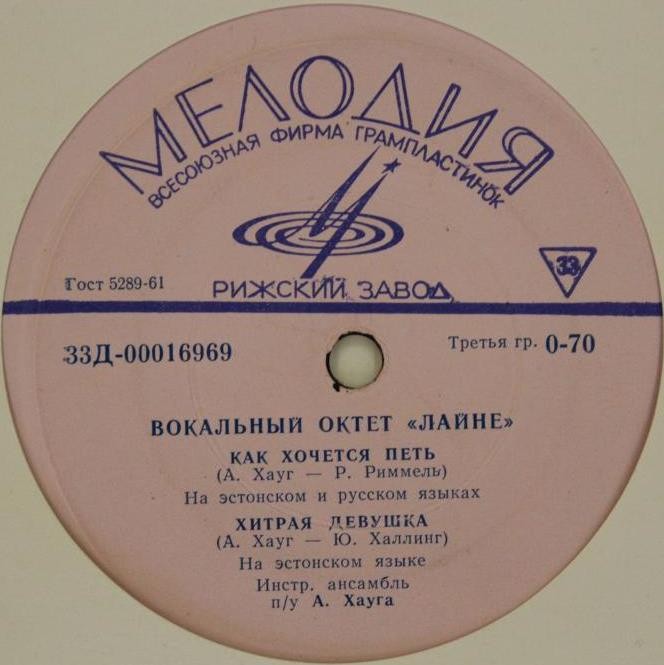 МЕЛОДИЯ
ВСЕСОЮЗНАЯ ФИРМА ГРАМПЛАСТИНОК
Гост 5289-61
РИЖСКИЙ ЗАВОД
33
33Д-00016969
Третья гр. 0-70
ВОКАЛЬНЫЙ ОКТЕТ «ЛАЙНЕ»
КАК ХОЧЕТСЯ ПЕТЬ
(А. Хауг — Р. Риммель)
На эстонском и русском языках
ХИТРАЯ ДЕВУШКА
(А. Хауг — Ю. Халлинг)
На эстонском языке
Инстр. ансамбль
п/у А. Хауга